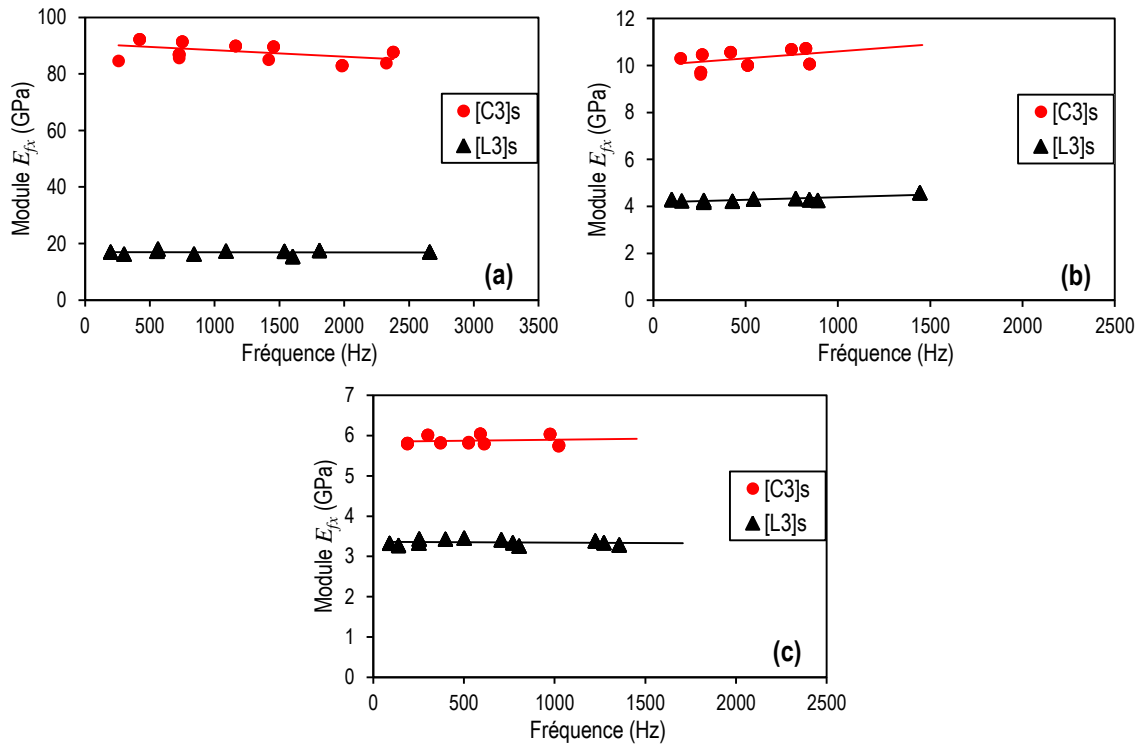 100
80
60
40
20
0
Module E_fx (GPa)
[C3]s
[L3]s
(a)
0 500 1000 1500 2000 2500 3000 3500
Fréquence (Hz)
12
10
8
6
4
2
0
Module E_fx (GPa)
[C3]s
[L3]s
(b)
0 500 1000 1500 2000 2500
Fréquence (Hz)
7
6
5
4
3
2
1
0
Module E_fx (GPa)
[C3]s
[L3]s
(c)
0 500 1000 1500 2000 2500
Fréquence (Hz)